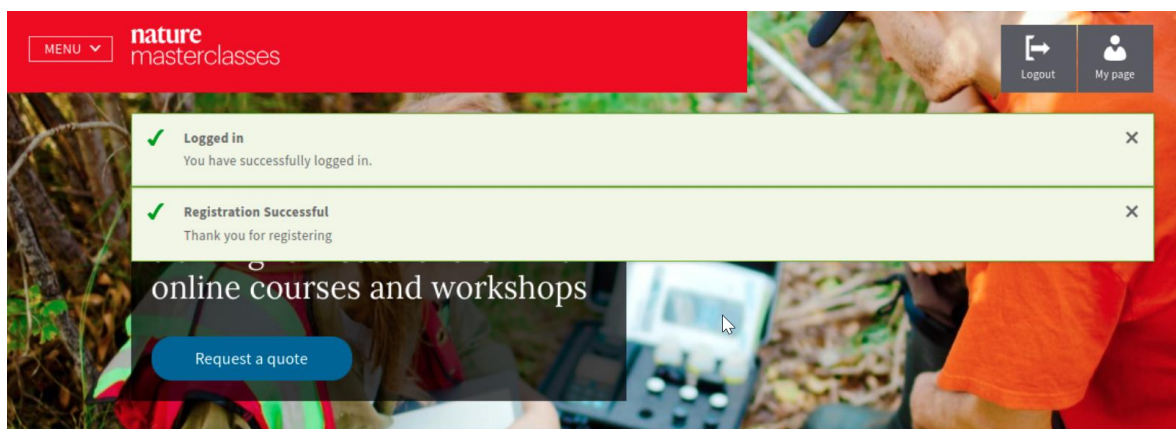 MENU
nature
masterclasses
Logout
My page
Logged in
You have successfully logged in.
Registration Successful
Thank you for registering
online courses and workshops
Request a quote